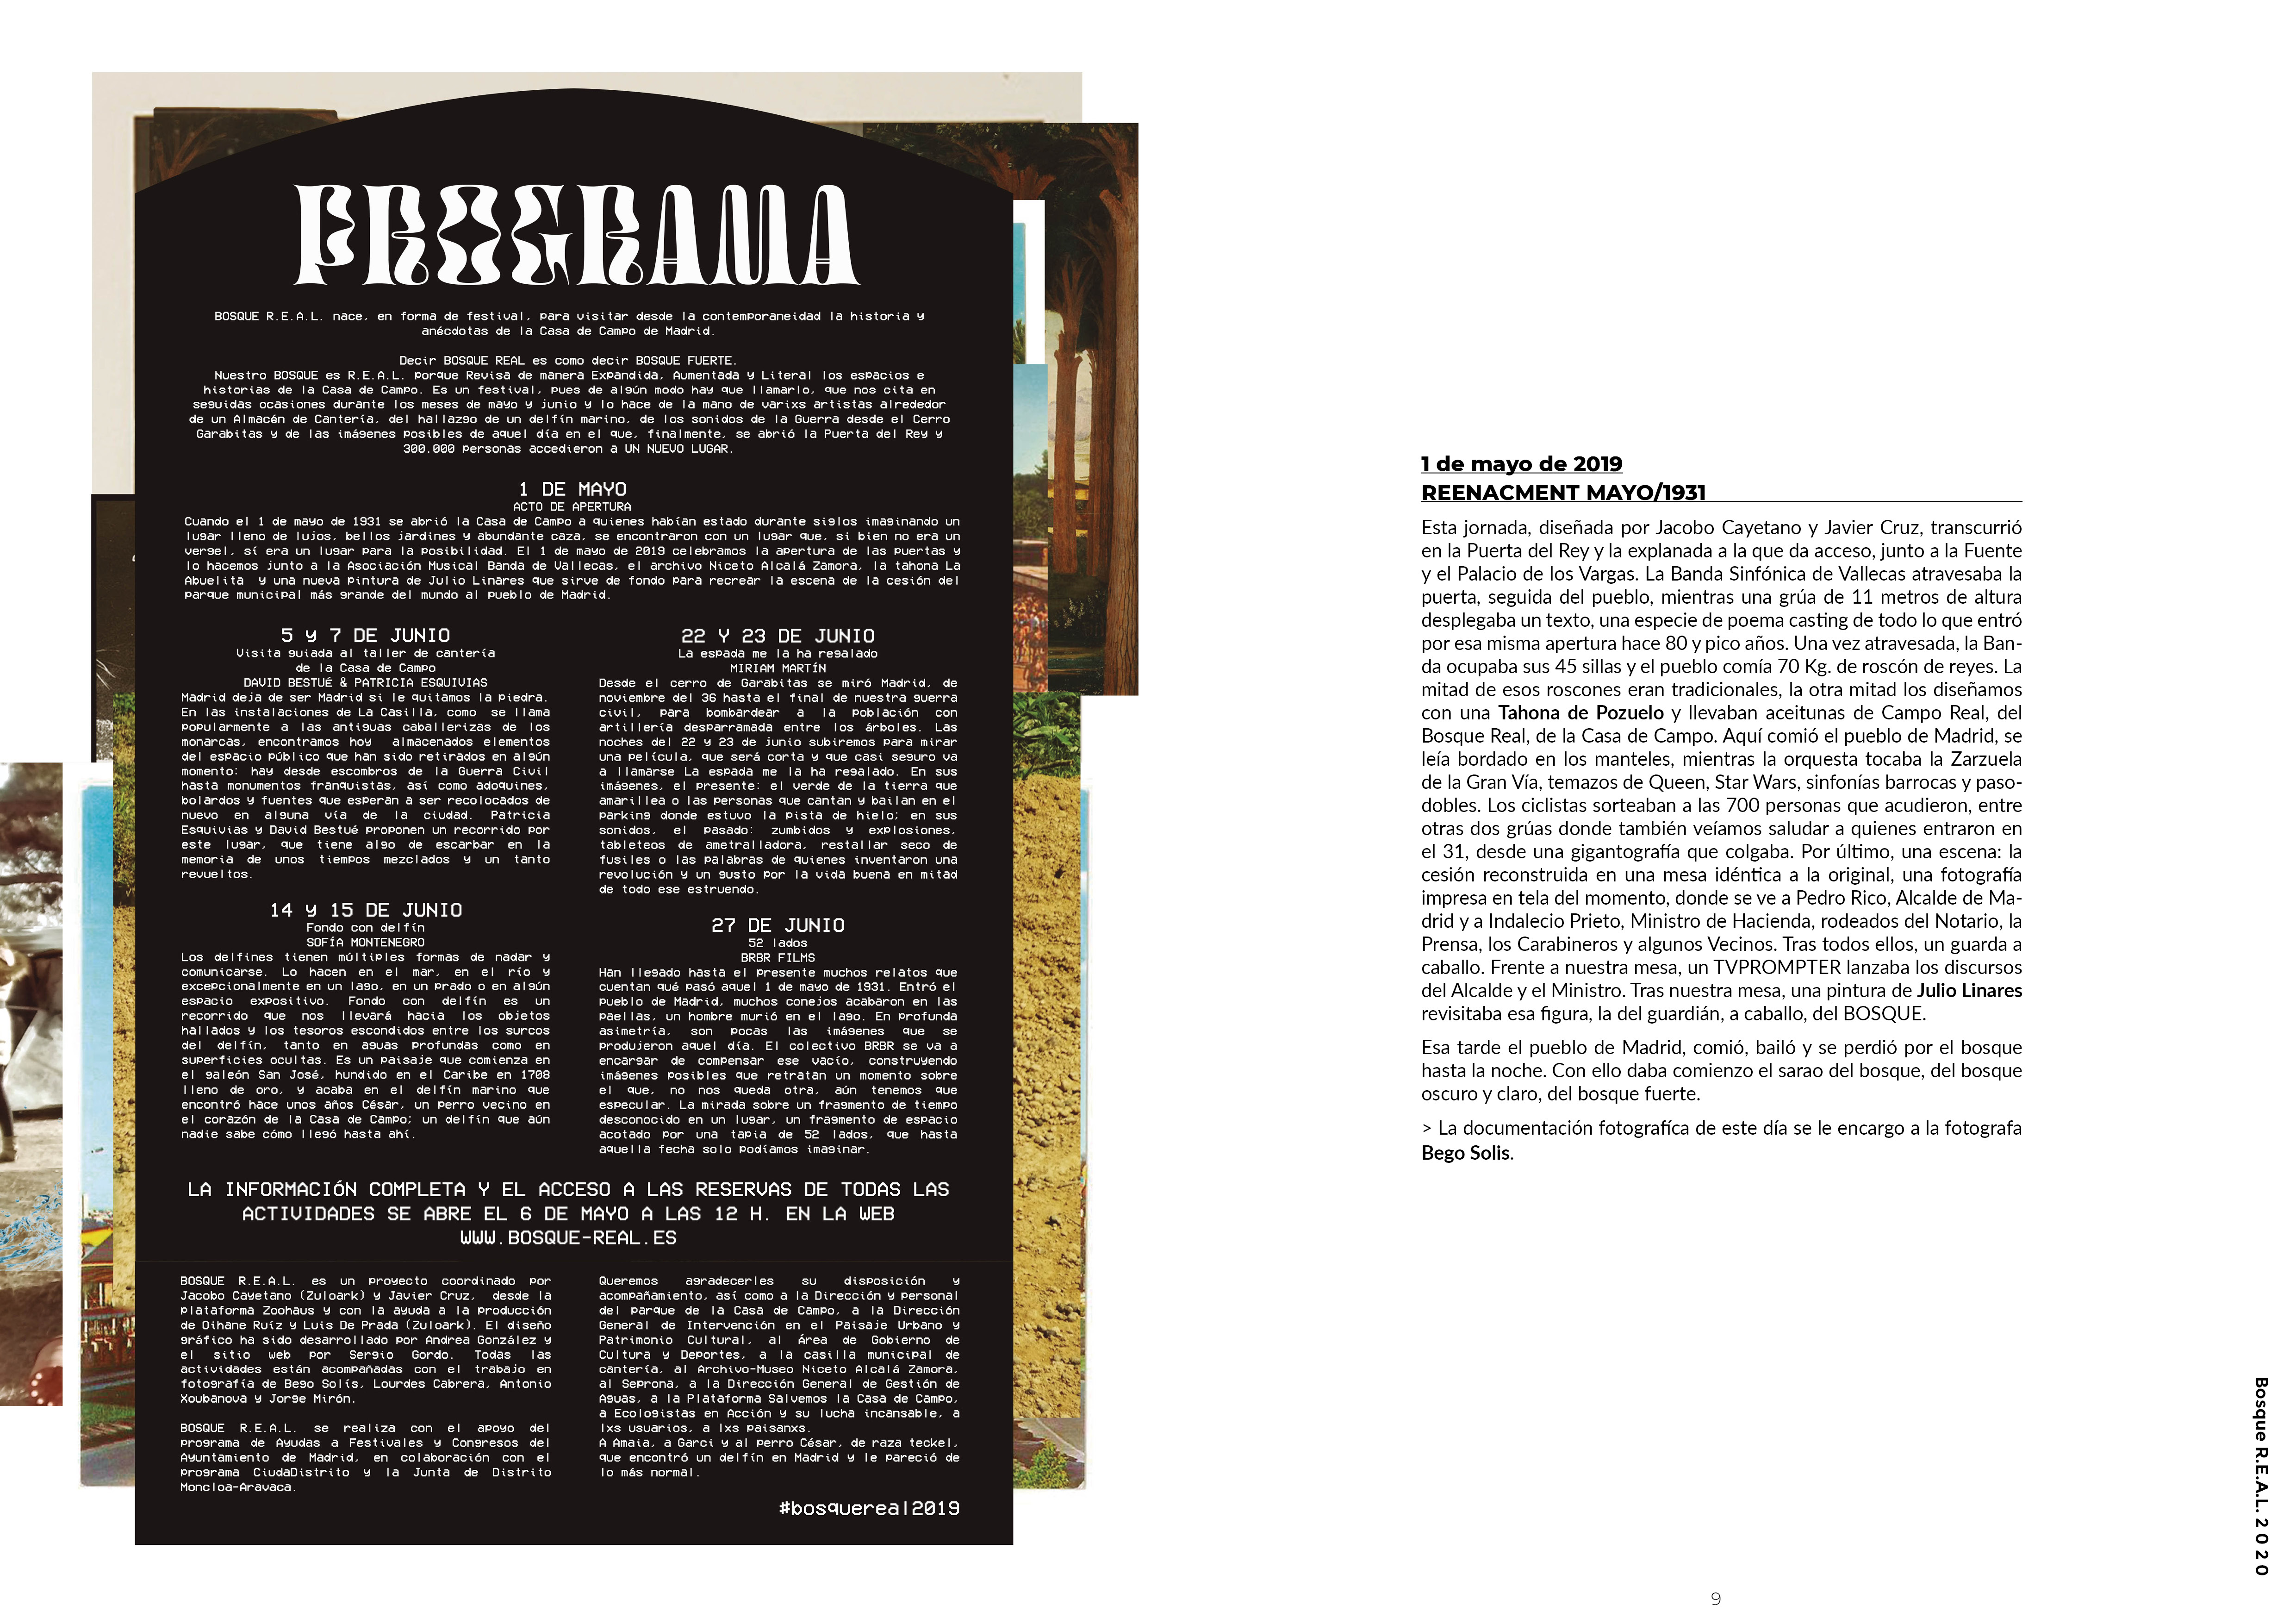 PROGRAMA
BOSQUE R.E.A.L. nace, en forma de festival, para visitar desde la contemporaneidad la historia y
anécdotas de la Casa de Campo de Madrid.
Decir BOSQUE REAL es como decir BOSQUE FUERTE.
Nuestro BOSQUE es R.E.A.L. porque Revisa de manera Expandida, Aumentada y Literal los espacios e
historias de la Casa de Campo. Es un festival, pues de algún modo hay que llamarlo, que nos cita en
seguidas ocasiones durante los meses de mayo y junio y lo hace de la mano de varixs artistas alrededor
de un Almacén de Cantería, del hallazgo de un delfín marino, de los sonidos de la Guerra desde el Cerro
Garabitas y de las imágenes posibles de aquel día en el que, finalmente, se abrió la Puerta del Rey y
300.000 personas accedieron a UN NUEVO LUGAR.
1 DE MAYO
ACTO DE APERTURA
Cuando el 1 de mayo de 1931 se abrió la Casa de Campo a quienes habían estado durante siglos imaginando un
lugar lleno de lujos, bellos jardines y abundante caza, se encontraron con un lugar que, si bien no era un
vergel, sí era un lugar para la posibilidad. El 1 de mayo de 2019 celebramos la apertura de las puertas y
lo hacemos junto a la Asociación Musical Banda de Vallecas, el archivo Niceto Alcalá Zamora, la tahona La
Abuelita y una nueva pintura de Julio Linares que sirve de fondo para recrear la escena de la cesión del
parque municipal más grande del mundo al pueblo de Madrid.
5 y 7 DE JUNIO
Visita guiada al taller de cantería
de la Casa de Campo
DAVID BESTUÉ & PATRICIA ESQUIVIAS
Madrid deja de ser Madrid si le quitamos la piedra.
En las instalaciones de La Casilla, como se llama
popularmente a las antiguas caballerizas de los
monarcas, encontramos hoy almacenados elementos
del espacio público que han sido retirados en algún
momento: hay desde escombros de la Guerra Civil
hasta monumentos franquistas, así como adoquines,
bolardos y fuentes que esperan a ser recolocados de
nuevo en alguna vía de la ciudad. Patricia
Esquivias y David Bestué proponen un recorrido por
este lugar, que tiene algo de escarbar en la
memoria de unos tiempos mezclados y un tanto
revueltos.
14 y 15 DE JUNIO
Fondo con delfín
SOFÍA MONTENEGRO
Los delfines tienen múltiples formas de nadar y
comunicarse. Lo hacen en el mar, en el río y
excepcionalmente en un lago, en un prado o en algún
espacio expositivo. Fondo con delfín es un
recorrido que nos llevará hacia los objetos
hallados y los tesoros escondidos entre los surcos
del delfín, tanto en aguas profundas como en
superficies ocultas. Es un paisaje que comienza en
el galeón San José, hundido en el Caribe en 1708
lleno de oro, y acaba en el delfín marino que
encontró hace unos años César, un perro vecino en
el corazón de la Casa de Campo; un delfín que aún
nadie sabe cómo llegó hasta ahí.
22 Y 23 DE JUNIO
La espada me la ha regalado
MIRIAM MARTÍN
Desde el cerro de Garabitas se miró Madrid, de
noviembre del 36 hasta el final de nuestra guerra
civil, para bombardear a la población con
artillería desparramada entre los árboles. Las
noches del 22 y 23 de junio subiremos para mirar
una película, que será corta y que casi seguro va
a llamarse La espada me la ha regalado. En sus
imágenes, el presente: el verde de la tierra que
amarillea o las personas que cantan y bailan en el
parking donde estuvo la pista de hielo; en sus
sonidos, el pasado: zumbidos y explosiones,
tableteos de ametralladora, restallar seco de
fusiles o las palabras de quienes inventaron una
revolución y un gusto por la vida buena en mitad
de todo ese estruendo.
27 DE JUNIO
52 lados
BRBR FILMS
Han llegado hasta el presente muchos relatos que
cuentan qué pasó aquel 1 de mayo de 1931. Entró el
pueblo de Madrid, muchos conejos acabaron en las
paellas, un hombre murió en el lago. En profunda
asimetría, son pocas las imágenes que se
produjeron aquel día. El colectivo BRBR se va a
encargar de compensar ese vacío, construyendo
imágenes posibles que retratan un momento sobre
el que, no nos queda otra, aún tenemos que
especular. La mirada sobre un fragmento de tiempo
desconocido en un lugar, un fragmento de espacio
acotado por una tapia de 52 lados, que hasta
aquella fecha solo podíamos imaginar.
LA INFORMACIÓN COMPLETA Y EL ACCESO A LAS RESERVAS DE TODAS LAS
ACTIVIDADES SE ABRE EL 6 DE MAYO A LAS 12 H. EN LA WEB
WWW.BOSQUE-REAL.ES
BOSQUE R.E.A.L. es un proyecto coordinado por
Jacobo Cayetano (Zuloark) y Javier Cruz, desde la
plataforma Zoohaus y con la ayuda a la producción
de Oihane Ruíz y Luis De Prada (Zuloark). El diseño
gráfico ha sido desarrollado por Andrea González y
el sitio web por Sergio Gordo. Todas las
actividades están acompañadas con el trabajo en
fotografía de Bego Solís, Lourdes Cabrera, Antonio
Xoubanova y Jorge Mirón.
BOSQUE R.E.A.L. se realiza con el apoyo del
programa de Ayudas a Festivales y Congresos del
Ayuntamiento de Madrid, en colaboración con el
programa CiudaDistrito y la Junta de Distrito
Moncloa-Aravaca.
Queremos agradecerles su disposición y
acompañamiento, así como a la Dirección y personal
del parque de la Casa de Campo, a la Dirección
General de Intervención en el Paisaje Urbano y
Patrimonio Cultural, al Área de Gobierno de
Cultura y Deportes, a la casilla municipal de
cantería, al Archivo-Museo Niceto Alcalá Zamora,
al Seprona, a la Dirección General de Gestión de
Aguas, a la Plataforma Salvemos la Casa de Campo,
a Ecologistas en Acción y su lucha incansable, a
lxs usuarios, a lxs paisanxs.
A Amaia, a Garci y al perro César, de raza teckel,
que encontró un delfín en Madrid y le pareció de
lo más normal.
#bosquereal2019
1 de mayo de 2019
REENACMENT MAYO/1931
Esta jornada, diseñada por Jacobo Cayetano y Javier Cruz, transcurrió
en la Puerta del Rey y la explanada a la que da acceso, junto a la Fuente
y el Palacio de los Vargas. La Banda Sinfónica de Vallecas atravesaba la
puerta, seguida del pueblo, mientras una grúa de 11 metros de altura
desplegaba un texto, una especie de poema casting de todo lo que entró
por esa misma apertura hace 80 y pico años. Una vez atravesada, la Ban-
da ocupaba sus 45 sillas y el pueblo comía 70 Kg. de roscón de reyes. La
mitad de esos roscones eran tradicionales, la otra mitad los diseñamos
con una Tahona de Pozuelo y llevaban aceitunas de Campo Real, del
Bosque Real, de la Casa de Campo. Aquí comió el pueblo de Madrid, se
leía bordado en los manteles, mientras la orquesta tocaba la Zarzuela
de la Gran Vía, temazos de Queen, Star Wars, sinfonías barrocas y paso-
dobles. Los ciclistas sorteaban a las 700 personas que acudieron, entre
otras dos grúas donde también veíamos saludar a quienes entraron en
el 31, desde una gigantografía que colgaba. Por último, una escena: la
cesión reconstruida en una mesa idéntica a la original, una fotografía
impresa en tela del momento, donde se ve a Pedro Rico, Alcalde de Ma-
drid y a Indalecio Prieto, Ministro de Hacienda, rodeados del Notario, la
Prensa, los Carabineros y algunos Vecinos. Tras todos ellos, un guarda a
caballo. Frente a nuestra mesa, un TVPROMPTER lanzaba los discursos
del Alcalde y el Ministro. Tras nuestra mesa, una pintura de Julio Linares
revisitaba esa figura, la del guardián, a caballo, del BOSQUE.
Esa tarde el pueblo de Madrid, comió, bailó y se perdió por el bosque
hasta la noche. Con ello daba comienzo el sarao del bosque, del bosque
oscuro y claro, del bosque fuerte.
> La documentación fotografíca de este día se le encargo a la fotografa
Bego Solis.
Bosque R.E.A.L. 2020
9